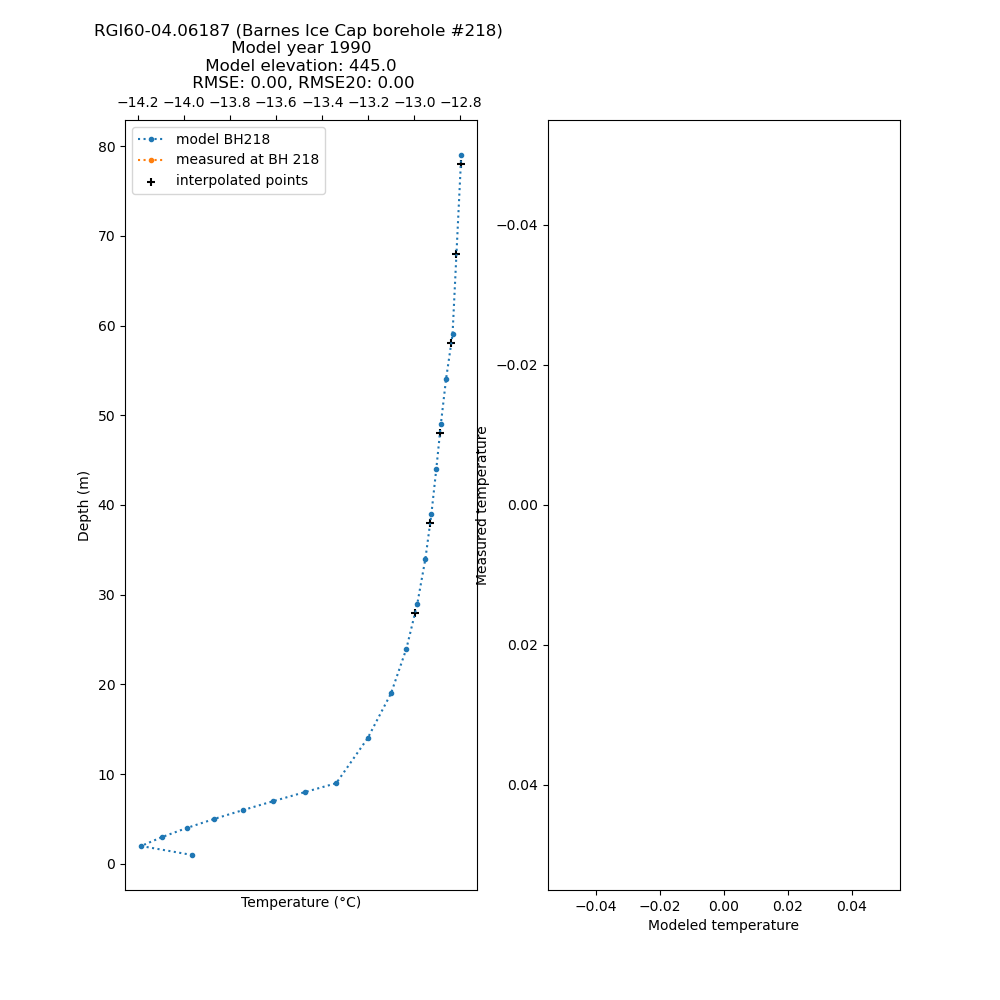 RGI60-04.06187 (Barnes Ice Cap borehole #218)
Model year 1990
Model elevation: 445.0
RMSE: 0.00, RMSE20: 0.00
−14.2 −14.0 −13.8 −13.6 −13.4 −13.2 −13.0 −12.8
model BH218
measured at BH 218
interpolated points
80
70
60
50
40
30
20
10
0
Depth (m)
Temperature (°C)
−0.04
−0.02
0.00
0.02
0.04
Measured temperature
−0.04 −0.02 0.00 0.02 0.04
Modeled temperature